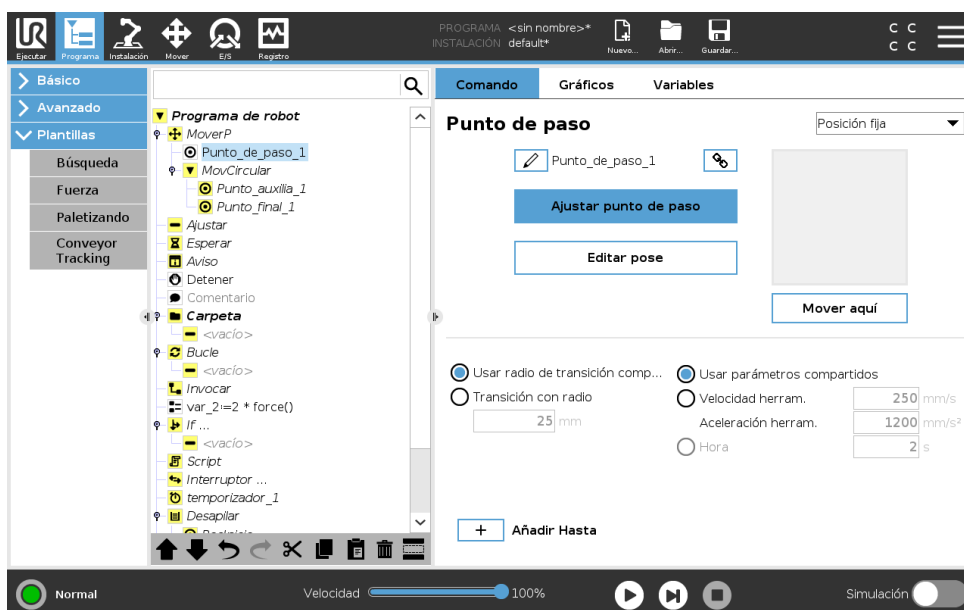 UR
PROGRAMA <sin nombre>*
INSTALACIÓN default*
Ejecutar Programa Instalación Mover E/S Registro Nuevo... Abrir... Guardar...
C C
C C
Básico
Avanzado
Plantillas
Búsqueda
Fuerza
Paletizando
Conveyor
Tracking
Programa de robot
MoverP
Punto_de_paso_1
MovCircular
Punto_auxilia_1
Punto_final_1
Ajustar
Esperar
Aviso
Detener
Comentario
Carpeta
<vacío>
Bucle
<vacío>
Invocar
var_2:=2 * force()
If ...
<vacío>
Script
Interruptor ...
temporizador_1
Desapilar
Comando Gráficos Variables
Punto de paso
Posición fija
Punto_de_paso_1
Ajustar punto de paso
Editar pose
Mover aquí
Usar radio de transición comp...
Transición con radio
25 mm
Usar parámetros compartidos
Velocidad herram. 250 mm/s
Aceleración herram. 1200 mm/s²
Hora 2 s
+ Añadir Hasta
Normal
Velocidad 100%
Simulación